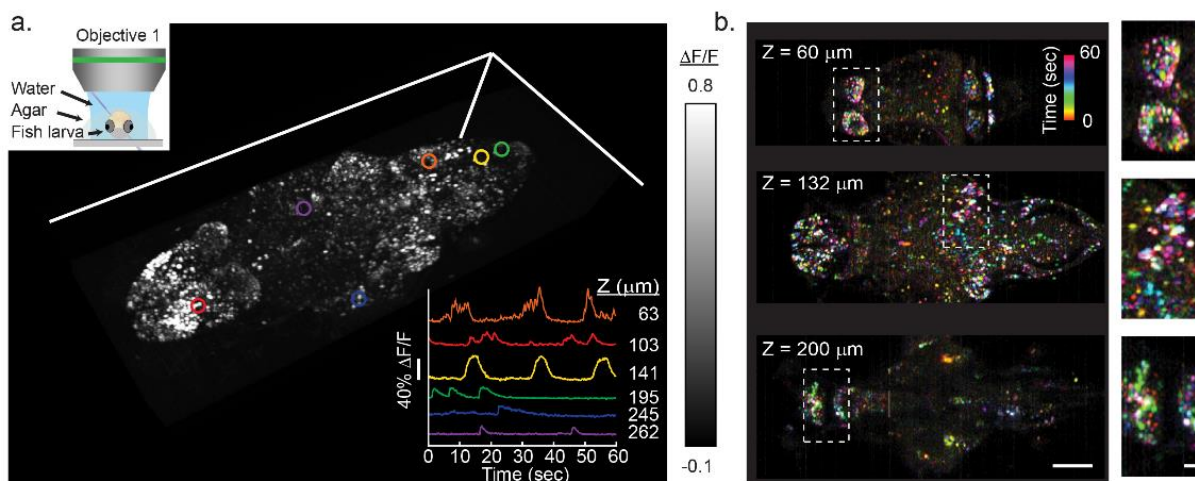 a.
Objective 1
Water
Agar
Fish larva
Z (μm)
63
103
141
195
245
262
40% ΔF/F
0 10 20 30 40 50 60
Time (sec)
ΔF/F
0.8
-0.1
b.
Z = 60 μm
60
Time (sec)
0
Z = 132 μm
Z = 200 μm